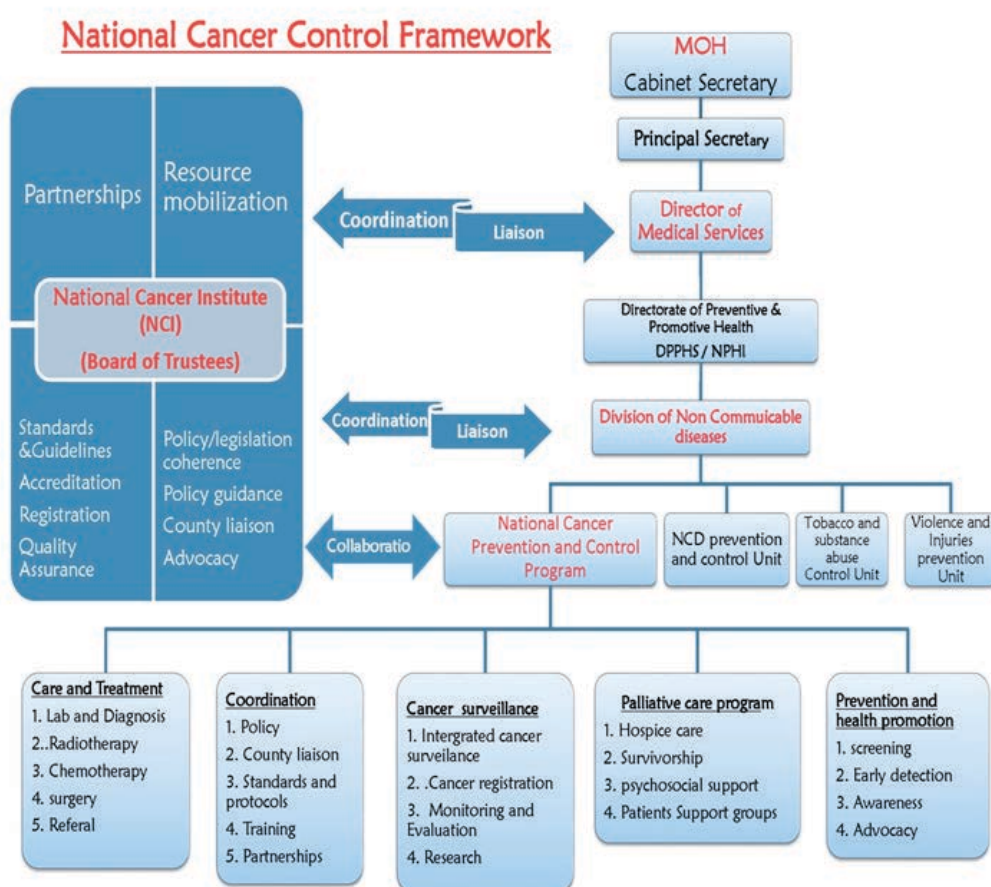 National Cancer Control Framework
MOH
Cabinet Secretary
Principal Secretary
Director of
Medical Services
Directorate of Preventive &
Promotive Health
DPPHS / NPHI
Division of Non Commuicable
diseases
Partnerships
Resource
mobilization
National Cancer Institute
(NCI)
(Board of Trustees)
Standards
&Guidelines
Accreditation
Registration
Quality
Assurance
Policy/legislation
coherence
Policy guidance
County liaison
Advocacy
Coordination
Liaison
Coordination
Liaison
Collaboratio
National Cancer
Prevention and Control
Program
NCD prevention
and control Unit
Tobacco and
substance
abuse
Control Unit
Violence and
Injuries
prevention
Unit
Care and Treatment
1. Lab and Diagnosis
2..Radiotherapy
3. Chemotherapy
4. surgery
5. Referal
Coordination
1. Policy
2. County liaison
3. Standards and
protocols
4. Training
5. Partnerships
Cancer surveillance
1. Intergrated cancer
surveilance
2. .Cancer registration
3. Monitoring and
Evaluation
4. Research
Palliative care program
1. Hospice care
2. Survivorship
3. psychosocial support
4. Patients Support groups
Prevention and
health promotion
1. screening
2. Early detection
3. Awareness
4. Advocacy